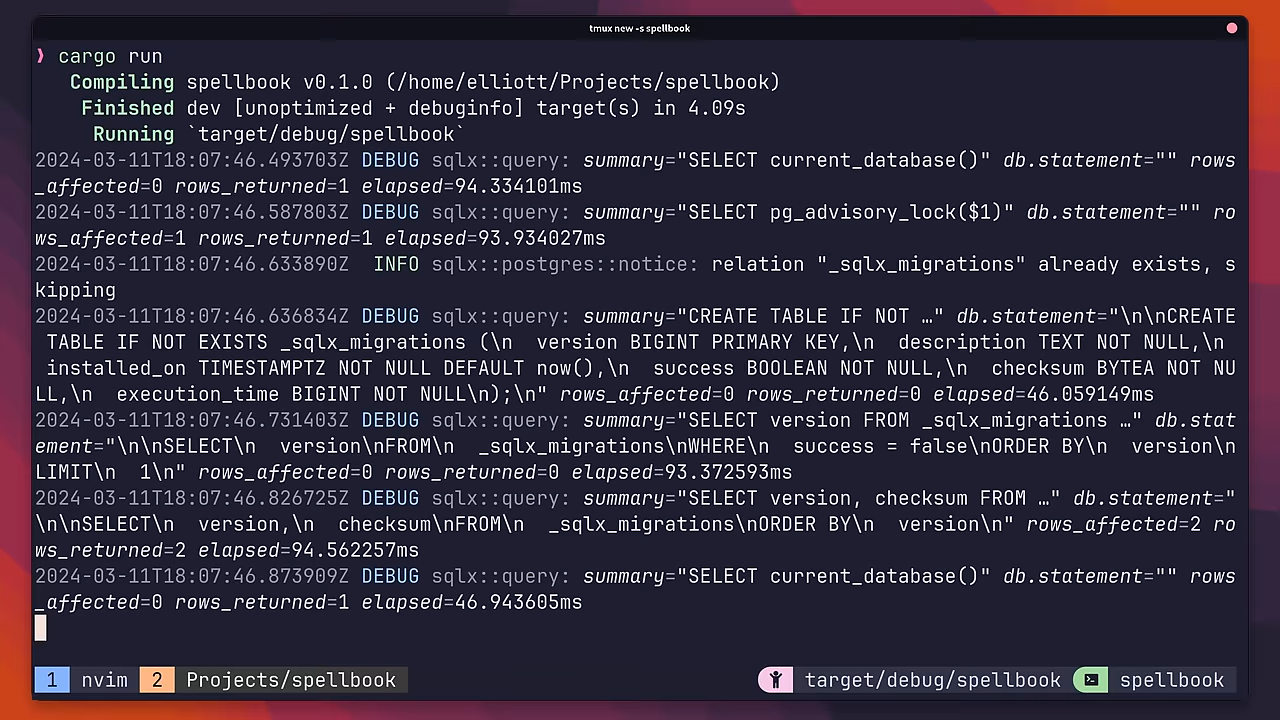 tmux new -s spellbook
❯ cargo run
Compiling spellbook v0.1.0 (/home/elliott/Projects/spellbook)
Finished dev [unoptimized + debuginfo] target(s) in 4.09s
Running `target/debug/spellbook`
2024-03-11T18:07:46.493703Z DEBUG sqlx::query: summary="SELECT current_database()" db.statement="" rows
_affected=0 rows_returned=1 elapsed=94.334101ms
2024-03-11T18:07:46.587803Z DEBUG sqlx::query: summary="SELECT pg_advisory_lock($1)" db.statement="" ro
ws_affected=1 rows_returned=1 elapsed=93.934027ms
2024-03-11T18:07:46.633890Z  INFO sqlx::postgres::notice: relation "_sqlx_migrations" already exists, s
kipping
2024-03-11T18:07:46.636834Z DEBUG sqlx::query: summary="CREATE TABLE IF NOT …" db.statement="\n\nCREATE
 TABLE IF NOT EXISTS _sqlx_migrations (\n  version BIGINT PRIMARY KEY,\n  description TEXT NOT NULL,\n
 installed_on TIMESTAMPTZ NOT NULL DEFAULT now(),\n  success BOOLEAN NOT NULL,\n  checksum BYTEA NOT NU
LL,\n  execution_time BIGINT NOT NULL\n);\n" rows_affected=0 rows_returned=0 elapsed=46.059149ms
2024-03-11T18:07:46.731403Z DEBUG sqlx::query: summary="SELECT version FROM _sqlx_migrations …" db.stat
ement="\n\nSELECT\n  version\nFROM\n  _sqlx_migrations\nWHERE\n  success = false\nORDER BY\n  version\n
LIMIT\n  1\n" rows_affected=0 rows_returned=0 elapsed=93.372593ms
2024-03-11T18:07:46.826725Z DEBUG sqlx::query: summary="SELECT version, checksum FROM …" db.statement="
\n\nSELECT\n  version,\n  checksum\nFROM\n  _sqlx_migrations\nORDER BY\n  version\n" rows_affected=2 ro
ws_returned=2 elapsed=94.562257ms
2024-03-11T18:07:46.873909Z DEBUG sqlx::query: summary="SELECT current_database()" db.statement="" rows
_affected=0 rows_returned=1 elapsed=46.943605ms
1 nvim 2 Projects/spellbook target/debug/spellbook spellbook